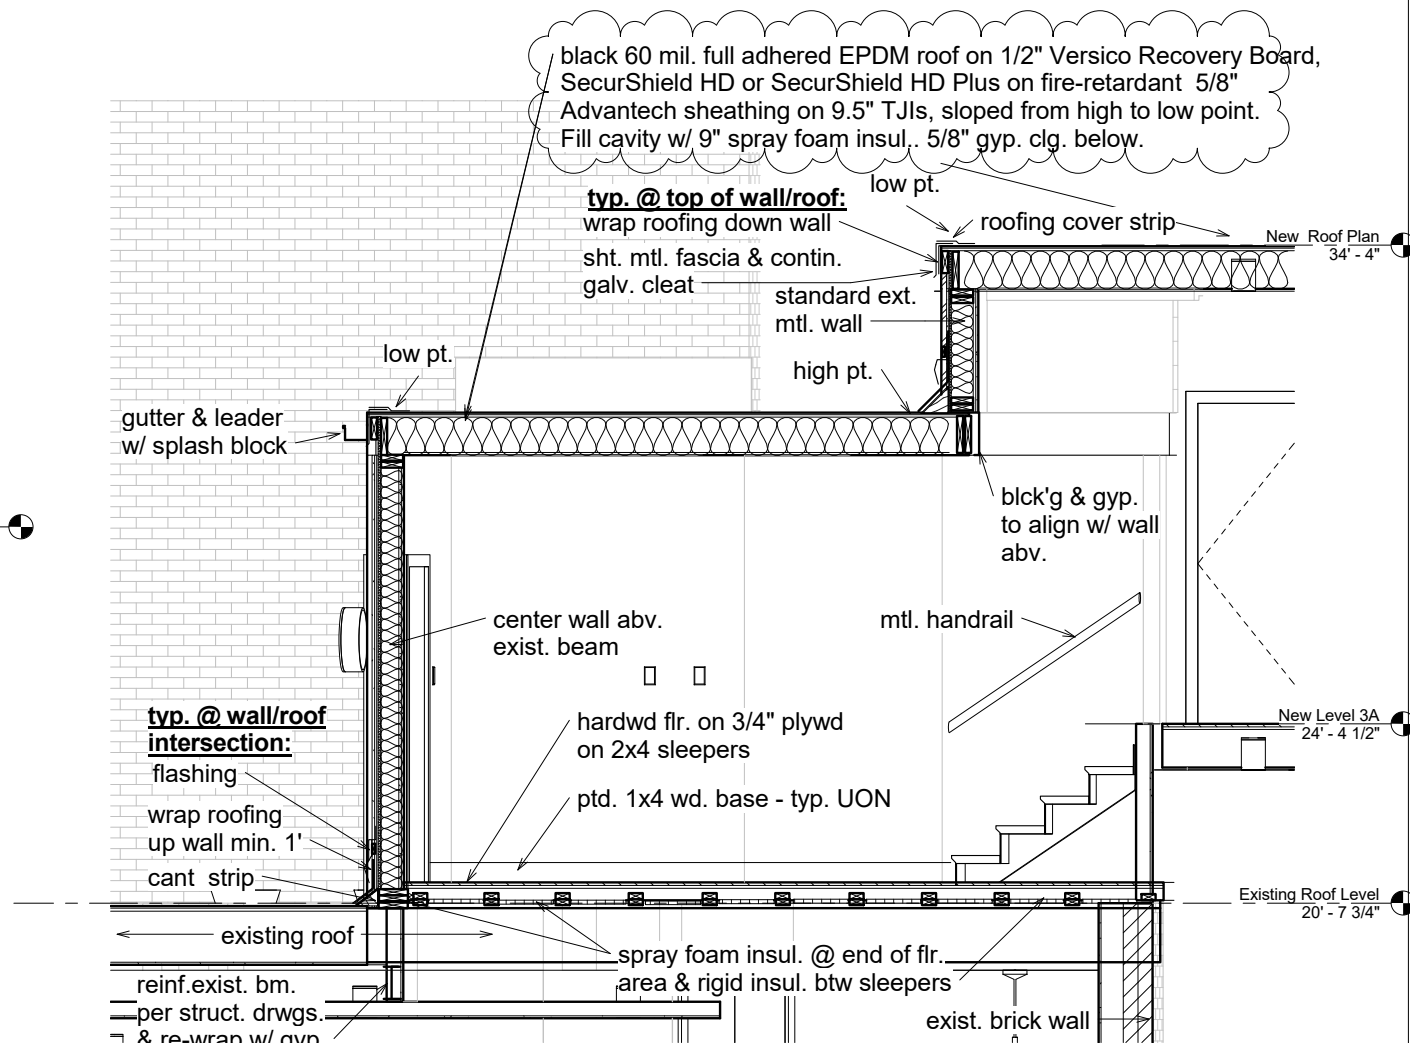 black 60 mil. full adhered EPDM roof on 1/2" Versico Recovery Board,
SecurShield HD or SecurShield HD Plus on fire-retardant 5/8"
Advantech sheathing on 9.5" TJIs, sloped from high to low point.
Fill cavity w/ 9" spray foam insul.. 5/8" gyp. clg. below.
low pt.
typ. @ top of wall/roof:
wrap roofing down wall
roofing cover strip
New Roof Plan
34' - 4"
sht. mtl. fascia & contin.
galv. cleat
standard ext.
mtl. wall
low pt.
high pt.
gutter & leader
w/ splash block
blck'g & gyp.
to align w/ wall
abv.
center wall abv.
exist. beam
mtl. handrail
typ. @ wall/roof
intersection:
flashing
wrap roofing
up wall min. 1'
cant strip
hardwd flr. on 3/4" plywd
on 2x4 sleepers
New Level 3A
24' - 4 1/2"
ptd. 1x4 wd. base - typ. UON
Existing Roof Level
20' - 7 3/4"
existing roof
spray foam insul. @ end of flr.
area & rigid insul. btw sleepers
reinf.exist. bm.
per struct. drwgs.
& re-wrap w/ gyp
exist. brick wall